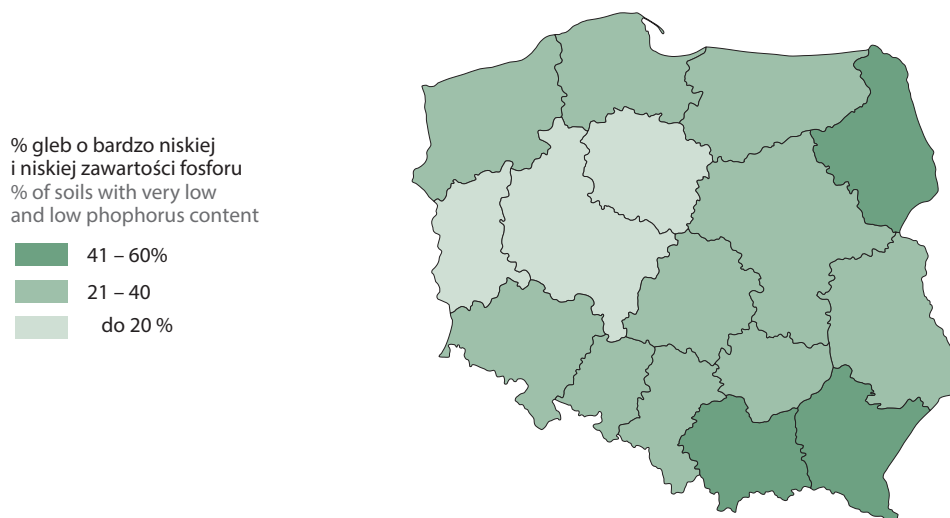 % gleb o bardzo niskiej
i niskiej zawartości fosforu
% of soils with very low
and low phophorus content
41 – 60%
21 – 40
do 20 %